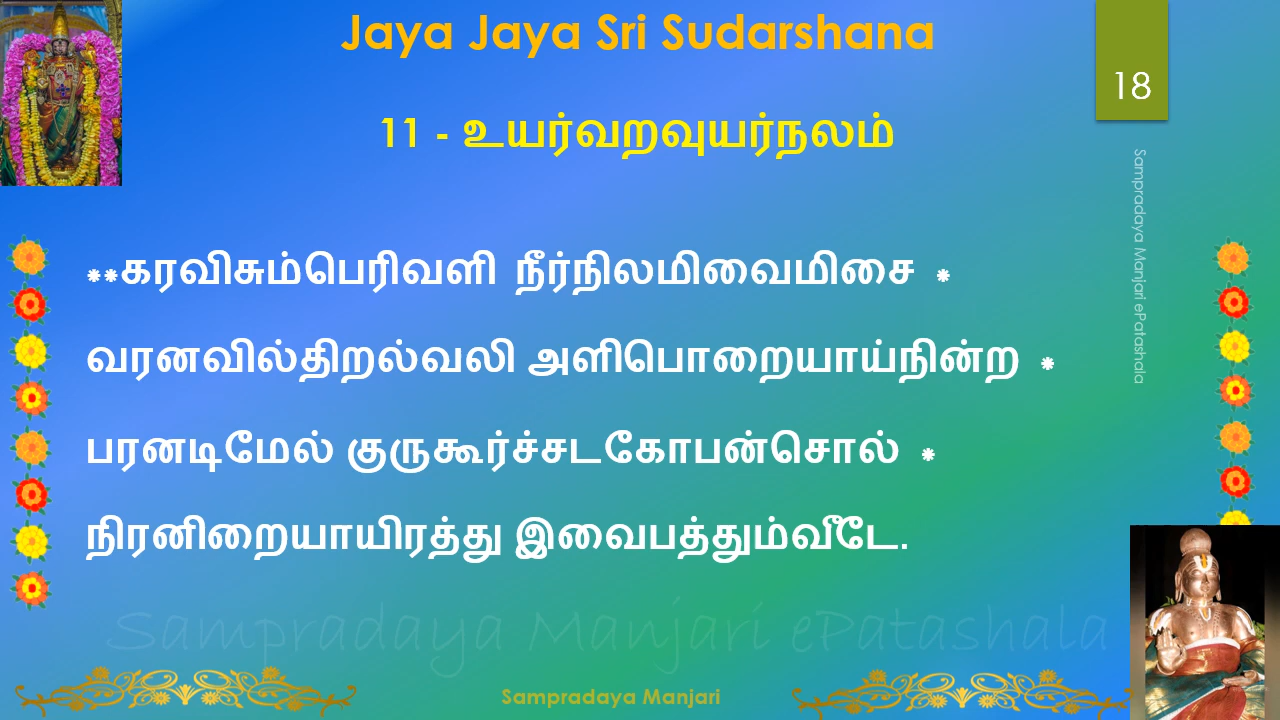 Jaya Jaya Sri Sudarshana
18
11 - உயர்வறவுயர்நலம்
**கரவிசும்பெரிவளி நீர்நிலமிவைமிசை *
வரனவில்திறல்வலி அளிபொறையாய்நின்ற *
பரனடிமேல் குருகூர்ச்சடகோபன்சொல் *
நிரனிறையாயிரத்து இவைபத்தும்வீடே.
Sampradaya Manjari ePatashala
Sampradaya Manjari ePatashala
Sampradaya Manjari